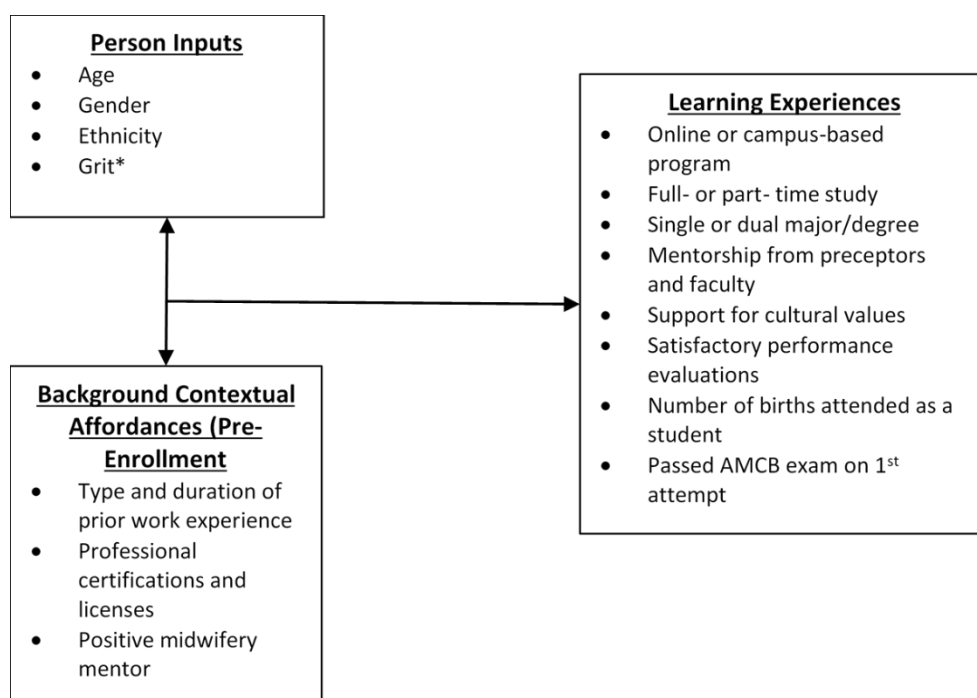 Person Inputs
• Age
• Gender
• Ethnicity
• Grit*
Background Contextual
Affordances (Pre-
Enrollment
• Type and duration of
prior work experience
• Professional
certifications and
licenses
• Positive midwifery
mentor
Learning Experiences
• Online or campus-based
program
• Full- or part- time study
• Single or dual major/degree
• Mentorship from preceptors
and faculty
• Support for cultural values
• Satisfactory performance
evaluations
• Number of births attended as a
student
• Passed AMCB exam on 1st
attempt